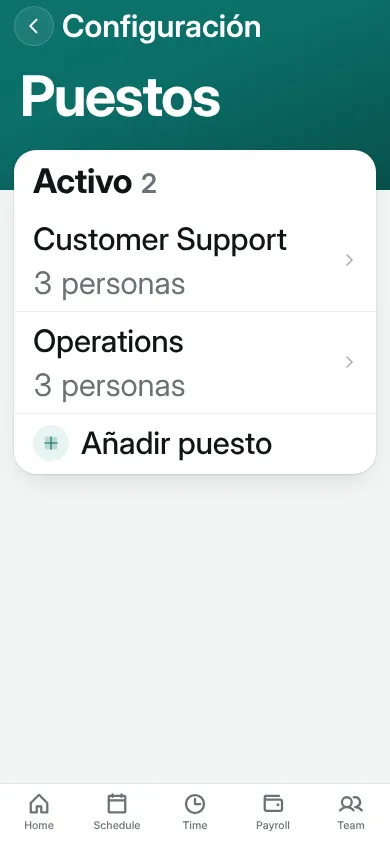 Configuración
Puestos
Activo 2
Customer Support
3 personas
Operations
3 personas
Añadir puesto
Home
Schedule
Time
Payroll
Team